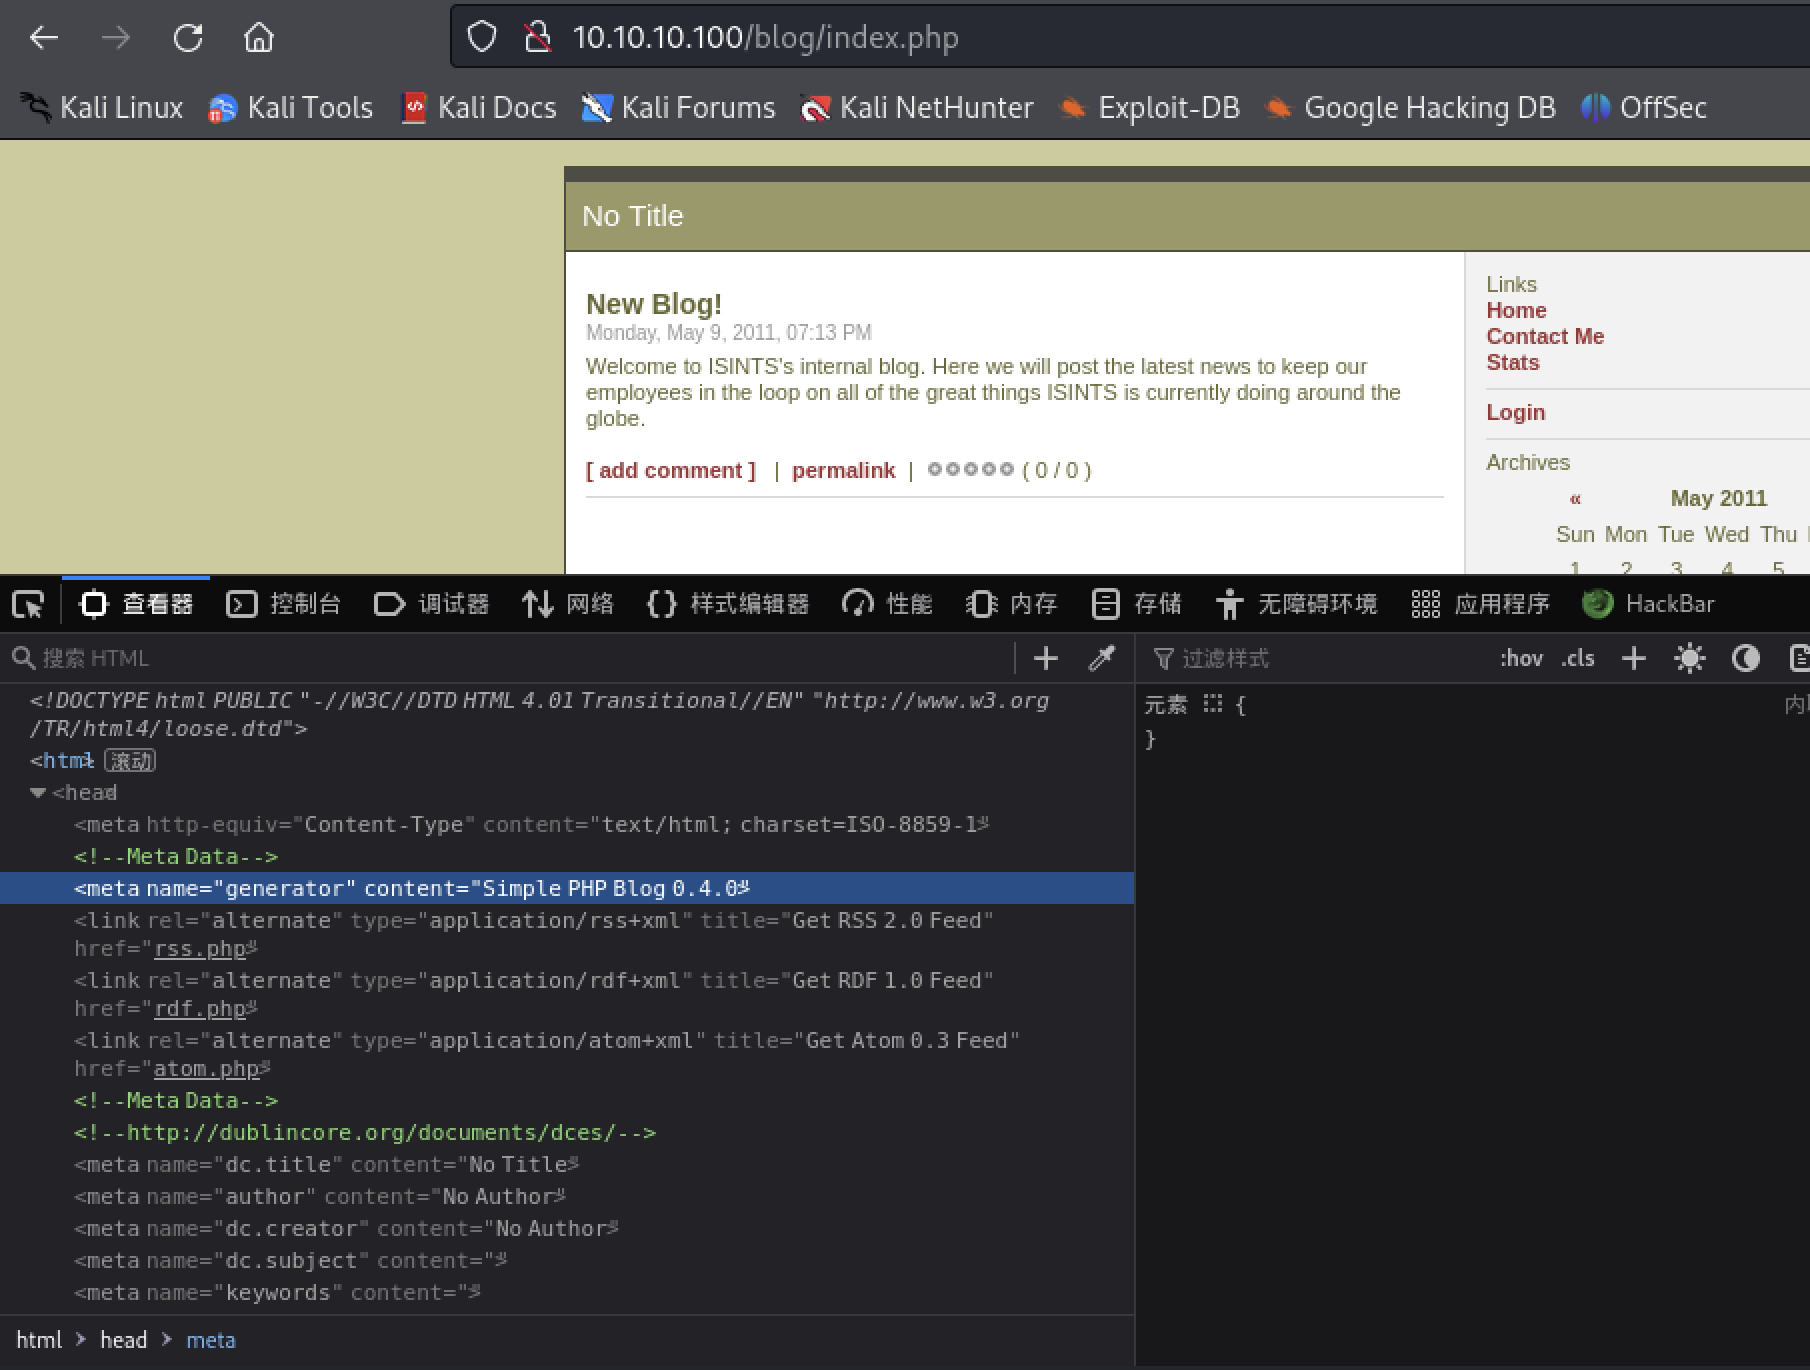 10.10.10.100/blog/index.php
Kali Linux Kali Tools Kali Docs Kali Forums Kali NetHunter Exploit-DB Google Hacking DB OffSec
No Title
New Blog!
Monday, May 9, 2011, 07:13 PM
Welcome to ISINTS's internal blog. Here we will post the latest news to keep our
employees in the loop on all of the great things ISINTS is currently doing around the
globe.
[ add comment ] | permalink | ( 0 / 0 )
Links
Home
Contact Me
Stats
Login
Archives
« May 2011
Sun Mon Tue Wed Thu
1 2 3 4 5
查看器 控制台 调试器 网络 样式编辑器 性能 内存 存储 无障碍环境 应用程序 HackBar
搜索 HTML
过滤样式 :hov .cls
<!DOCTYPE html PUBLIC "-//W3C//DTD HTML 4.01 Transitional//EN" "http://www.w3.org
/TR/html4/loose.dtd">
<html> 滚动
<head>
<meta http-equiv="Content-Type" content="text/html; charset=ISO-8859-1">
<!--Meta Data-->
<meta name="generator" content="Simple PHP Blog 0.4.0">
<link rel="alternate" type="application/rss+xml" title="Get RSS 2.0 Feed"
href="rss.php">
<link rel="alternate" type="application/rdf+xml" title="Get RDF 1.0 Feed"
href="rdf.php">
<link rel="alternate" type="application/atom+xml" title="Get Atom 0.3 Feed"
href="atom.php">
<!--Meta Data-->
<!--http://dublincore.org/documents/dces/-->
<meta name="dc.title" content="No Title">
<meta name="author" content="No Author">
<meta name="dc.creator" content="No Author">
<meta name="dc.subject" content="">
<meta name="keywords" content="">
元素 {
}
html > head > meta